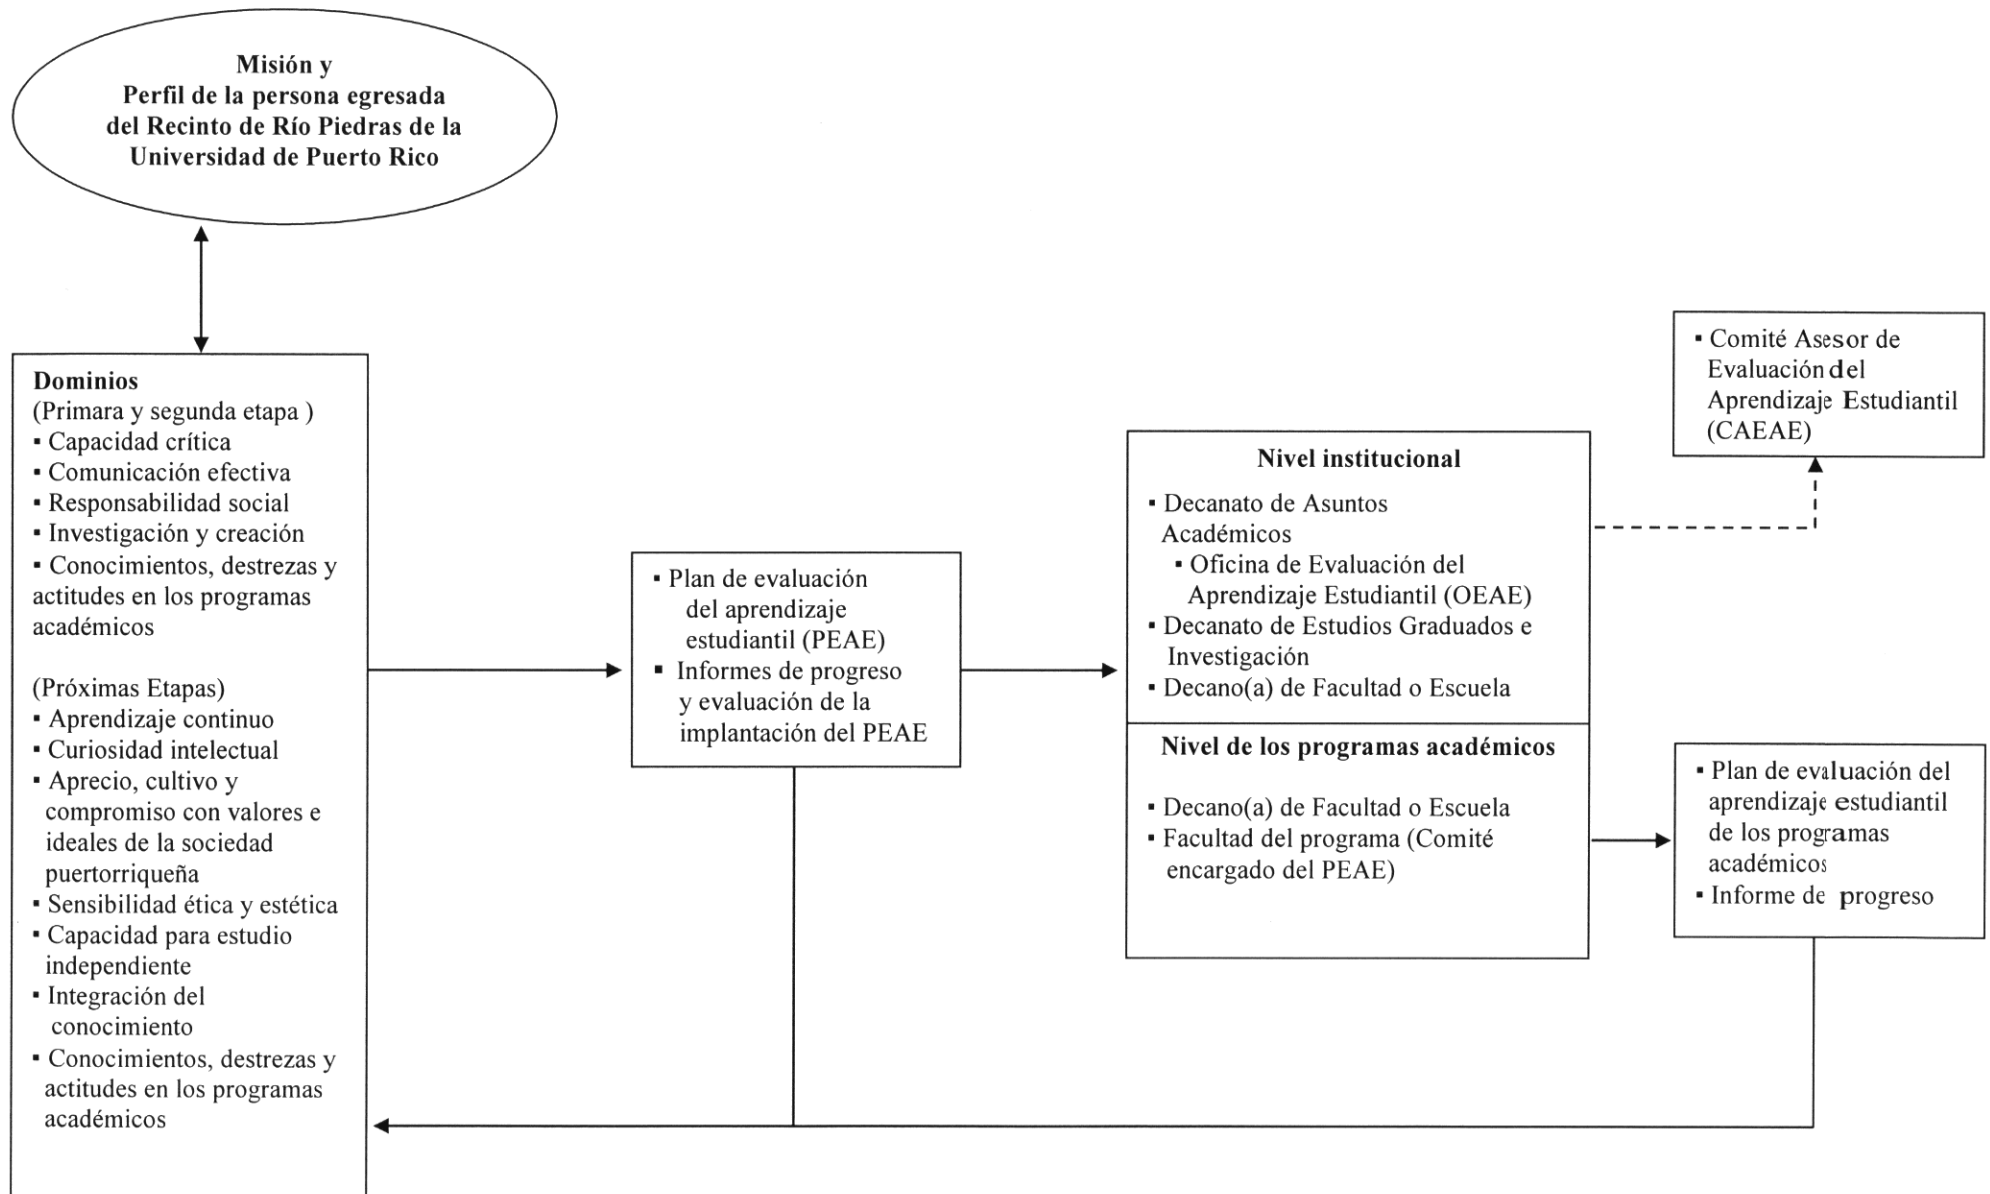 Misión y
Perfil de la persona egresada
del Recinto de Río Piedras de la
Universidad de Puerto Rico
Dominios
(Primara y segunda etapa )
▪ Capacidad crítica
▪ Comunicación efectiva
▪ Responsabilidad social
▪ Investigación y creación
▪ Conocimientos, destrezas y
actitudes en los programas
académicos
(Próximas Etapas)
▪ Aprendizaje continuo
▪ Curiosidad intelectual
▪ Aprecio, cultivo y
compromiso con valores e
ideales de la sociedad
puertorriqueña
▪ Sensibilidad ética y estética
▪ Capacidad para estudio
independiente
▪ Integración del
conocimiento
▪ Conocimientos, destrezas y
actitudes en los programas
académicos
▪ Plan de evaluación
del aprendizaje
estudiantil (PEAE)
▪ Informes de progreso
y evaluación de la
implantación del PEAE
Nivel institucional
▪ Decanato de Asuntos
Académicos
▪ Oficina de Evaluación del
Aprendizaje Estudiantil (OEAE)
▪ Decanato de Estudios Graduados e
Investigación
▪ Decano(a) de Facultad o Escuela
Nivel de los programas académicos
▪ Decano(a) de Facultad o Escuela
▪ Facultad del programa (Comité
encargado del PEAE)
▪ Comité Asesor de
Evaluación del
Aprendizaje Estudiantil
(CAEAE)
▪ Plan de evaluación del
aprendizaje estudiantil
de los programas
académicos
▪ Informe de progreso